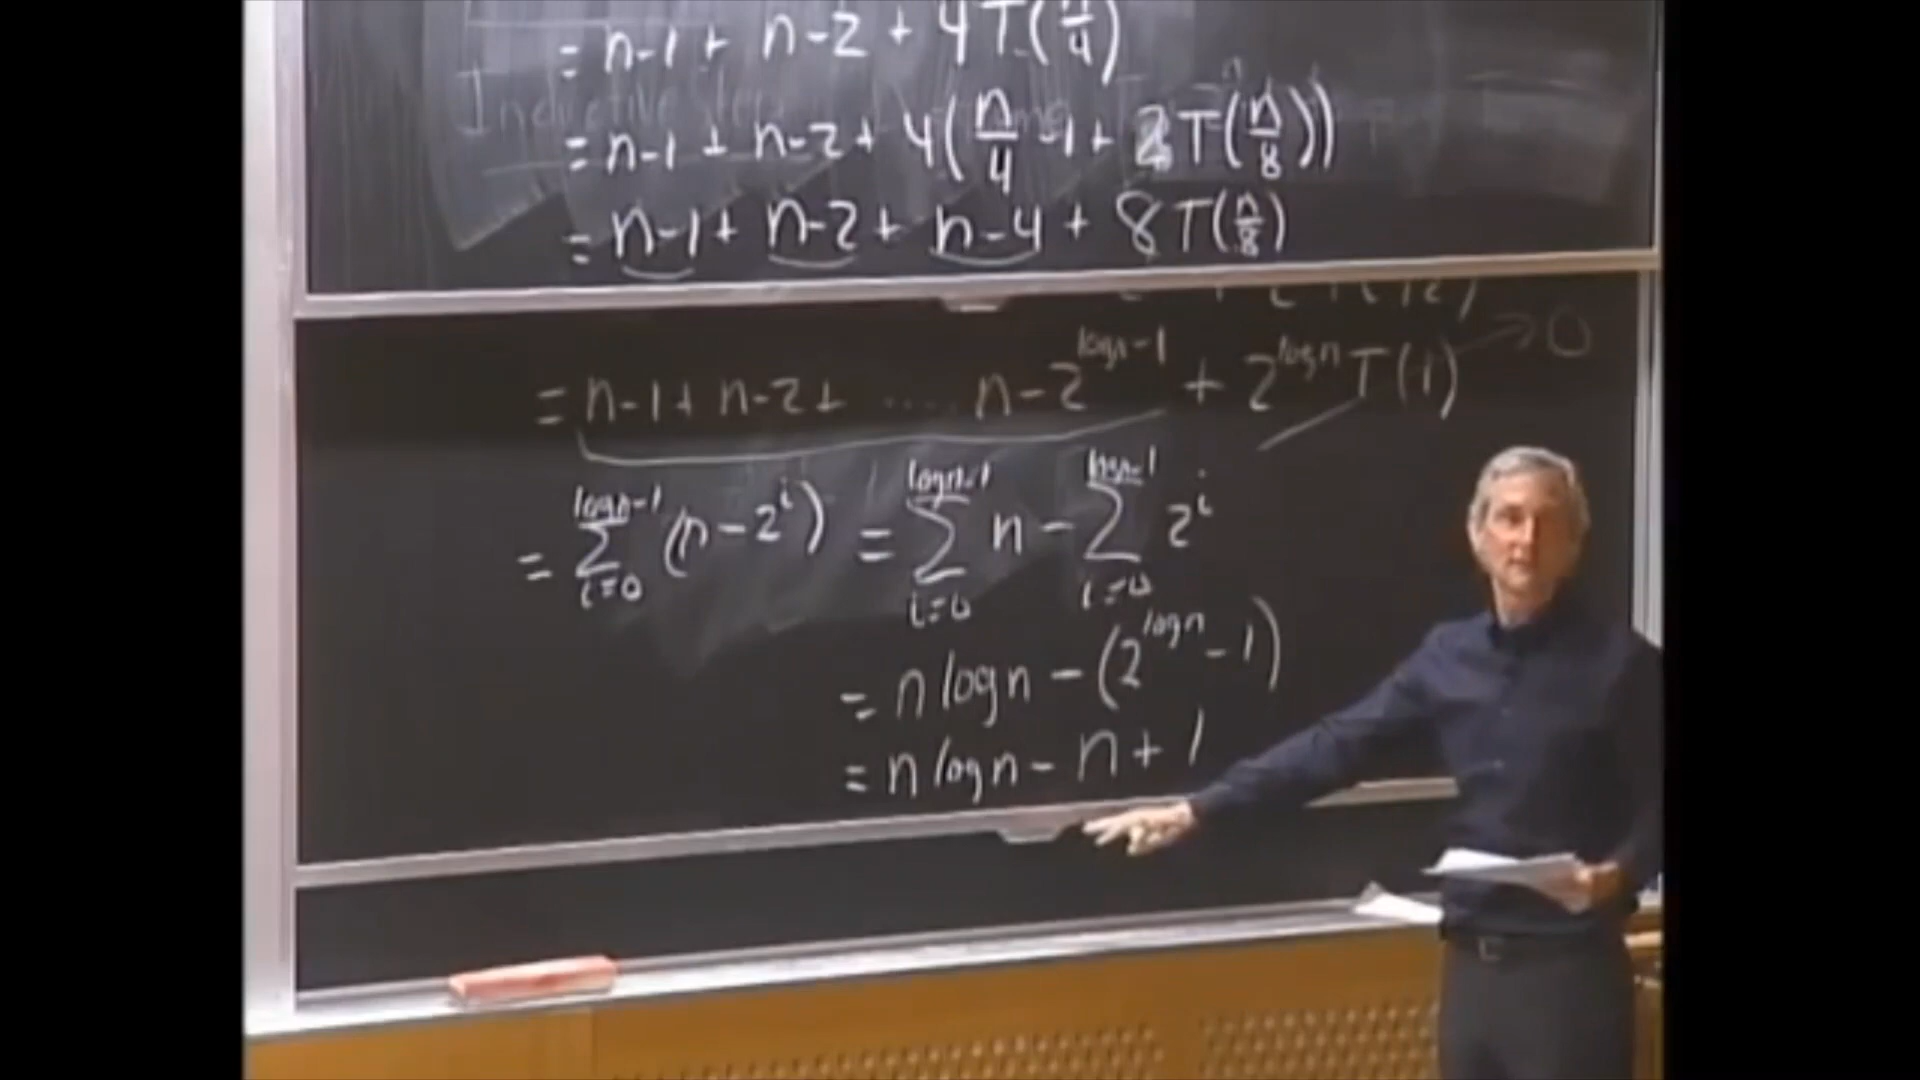 = n-1 + n-2 + 4T(n/4)
= n-1 + n-2 + 4(n/4 -1 + 2T(n/8))
= n-1 + n-2 + n-4 + 8T(n/8)
= n-1 + n-2 + ..... n-2^{logn-1} + 2^{logn} T(1) → 0
= ∑_{i=0}^{logn-1} (n-2^i) = ∑_{i=0}^{logn-1} n - ∑_{i=0}^{logn-1} 2^i
= n logn - (2^{logn} - 1)
= n logn - n + 1